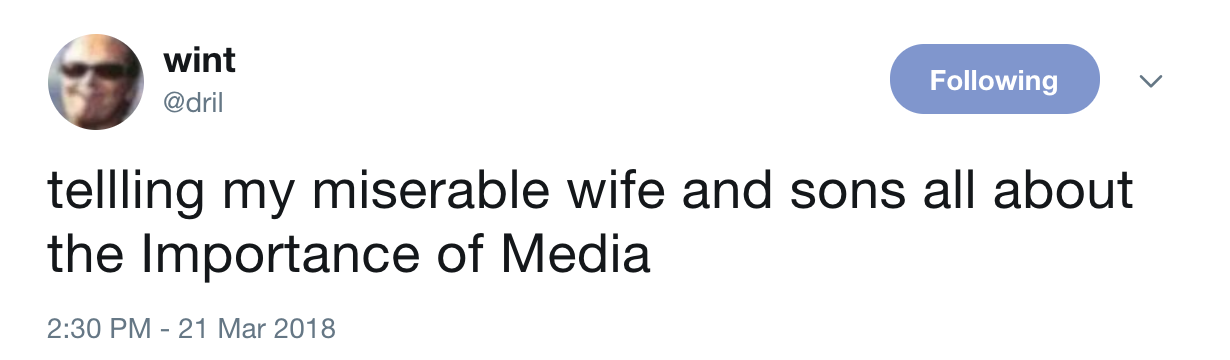 wint
@dril
Following
tellling my miserable wife and sons all about
the Importance of Media
2:30 PM - 21 Mar 2018